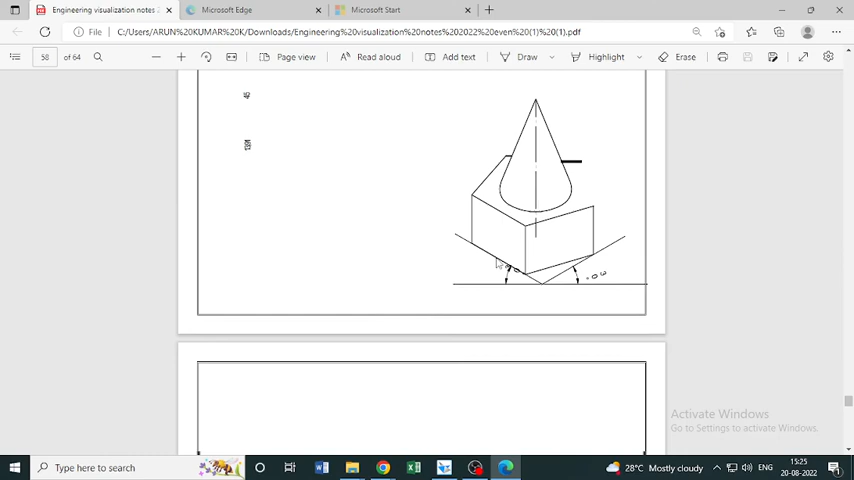 Engineering visualization notes 2
Microsoft Edge
Microsoft Start
File
C:/Users/ARUN%20KUMAR%20K/Downloads/Engineering%20visualization%20notes%202022%20even%20(1)%20(1).pdf
58 of 64
Page view
Read aloud
Add text
Draw
Highlight
Erase
Activate Windows
Go to Settings to activate Windows.
Type here to search
28°C Mostly cloudy
ENG
15:25
20-08-2022